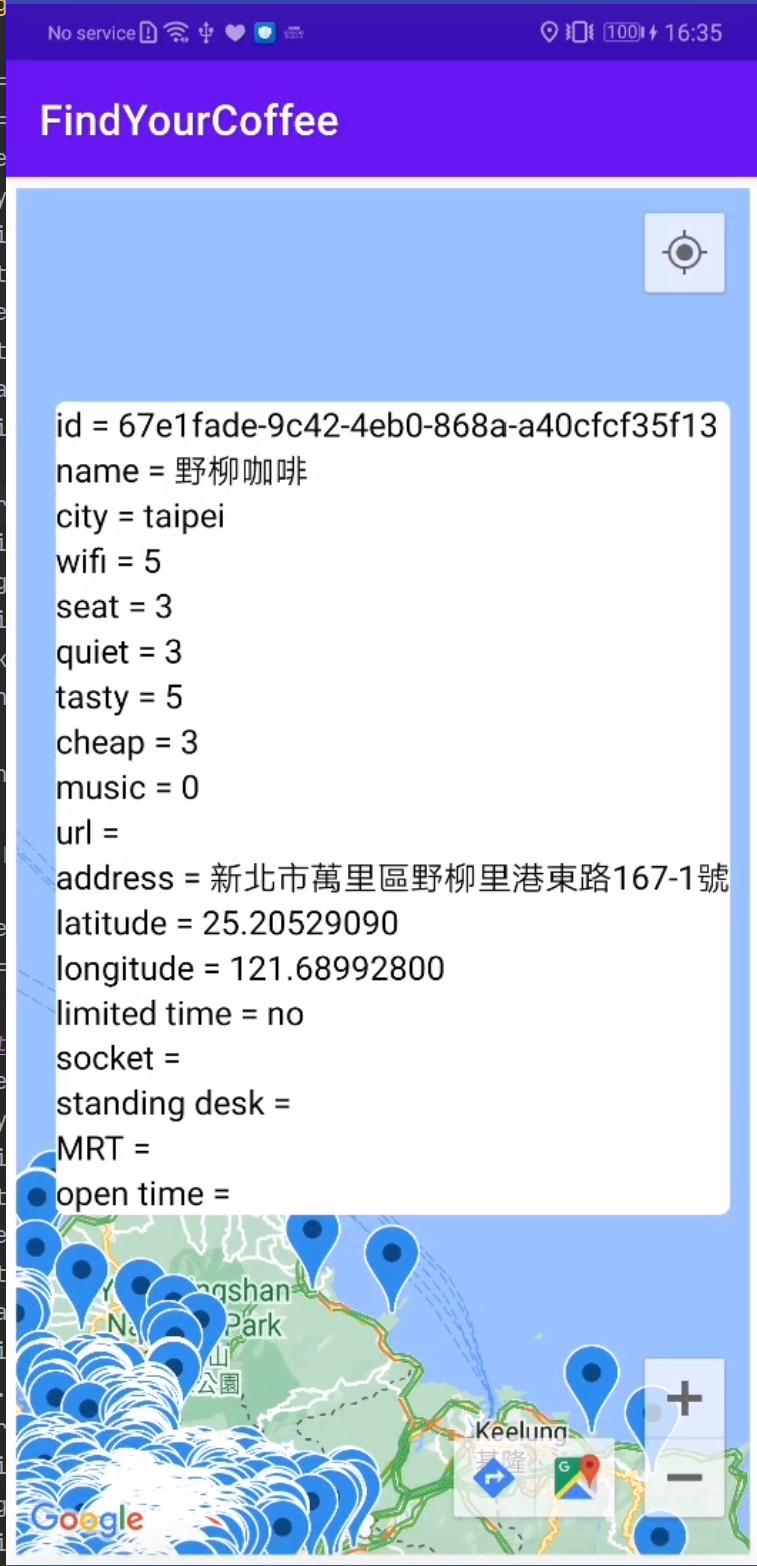 No service
100
16:35
FindYourCoffee
id = 67e1fade-9c42-4eb0-868a-a40cfcf35f13
name = 野柳咖啡
city = taipei
wifi = 5
seat = 3
quiet = 3
tasty = 5
cheap = 3
music = 0
url =
address = 新北市萬里區野柳里港東路167-1號
latitude = 25.20529090
longitude = 121.68992800
limited time = no
socket =
standing desk =
MRT =
open time =
Park
公園
Keelung
基隆
G
Google